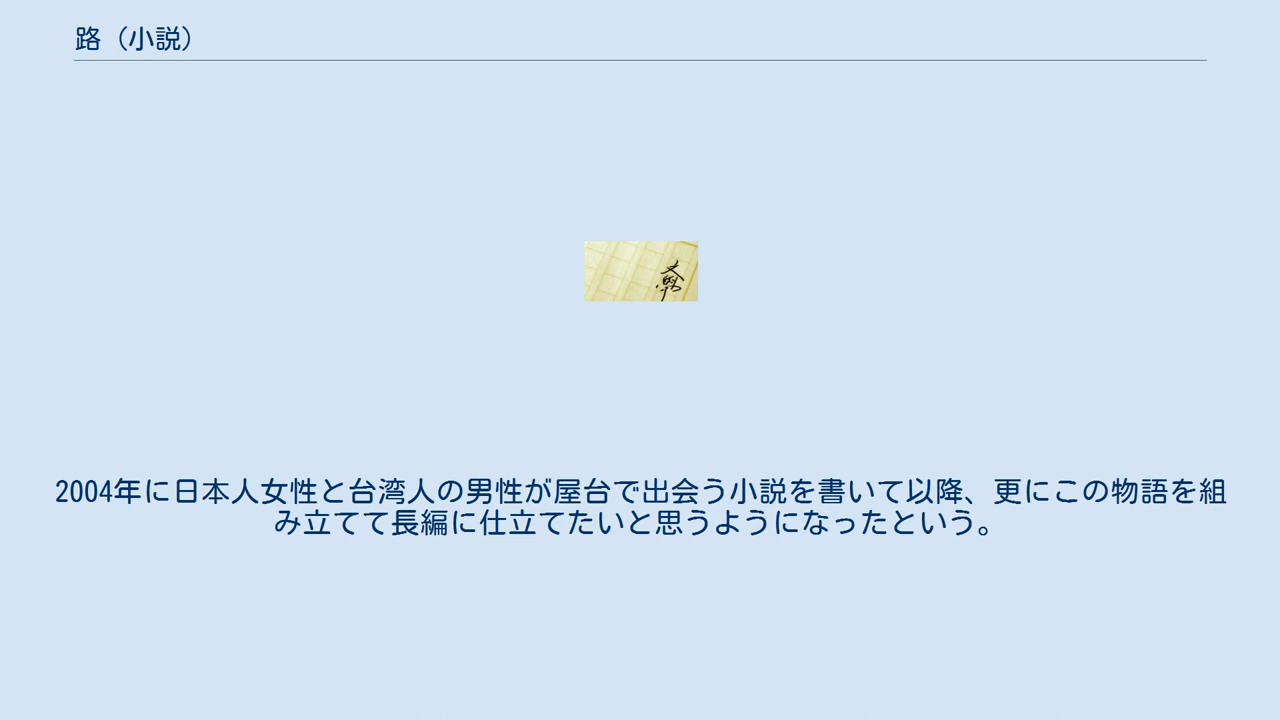 路（小説）
2004年に日本人女性と台湾人の男性が屋台で出会う小説を書いて以降、更にこの物語を組
み立てて長編に仕立てたいと思うようになったという。